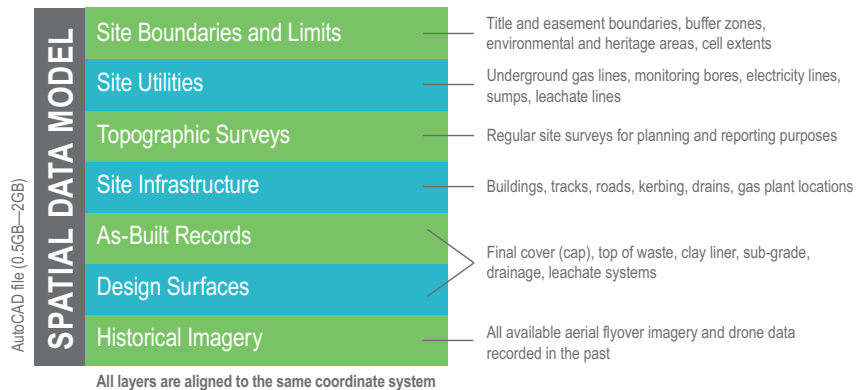 AutoCAD file (0.5GB—2GB)
SPATIAL DATA MODEL
Site Boundaries and Limits
Title and easement boundaries, buffer zones,
environmental and heritage areas, cell extents
Site Utilities
Underground gas lines, monitoring bores, electricity lines,
sumps, leachate lines
Topographic Surveys
Regular site surveys for planning and reporting purposes
Site Infrastructure
Buildings, tracks, roads, kerbing, drains, gas plant locations
As-Built Records
Design Surfaces
Final cover (cap), top of waste, clay liner, sub-grade,
drainage, leachate systems
Historical Imagery
All available aerial flyover imagery and drone data
recorded in the past
All layers are aligned to the same coordinate system